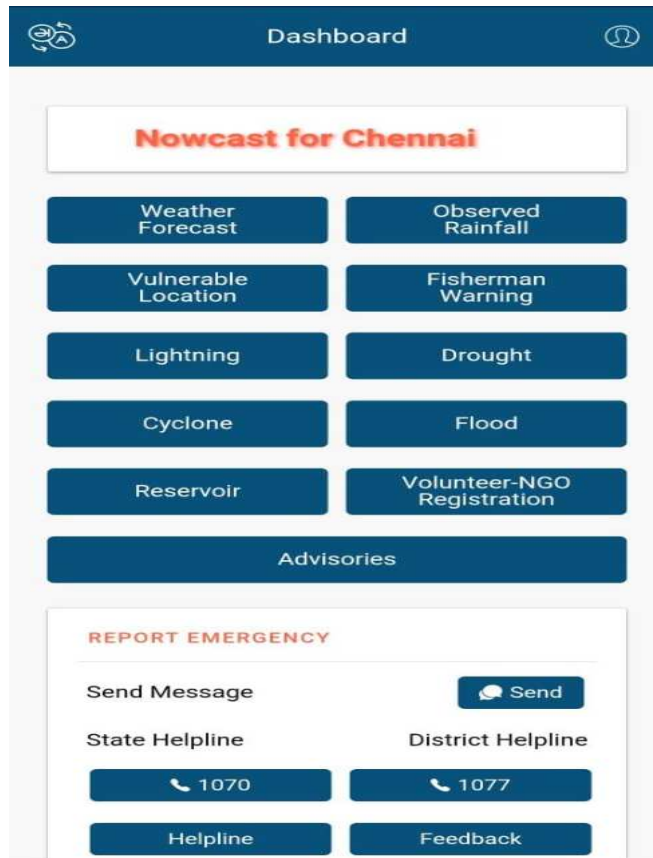 Dashboard
Nowcast for Chennai
Weather
Forecast
Observed
Rainfall
Vulnerable
Location
Fisherman
Warning
Lightning
Drought
Cyclone
Flood
Reservoir
Volunteer-NGO
Registration
Advisories
REPORT EMERGENCY
Send Message
Send
State Helpline
District Helpline
1070
1077
Helpline
Feedback